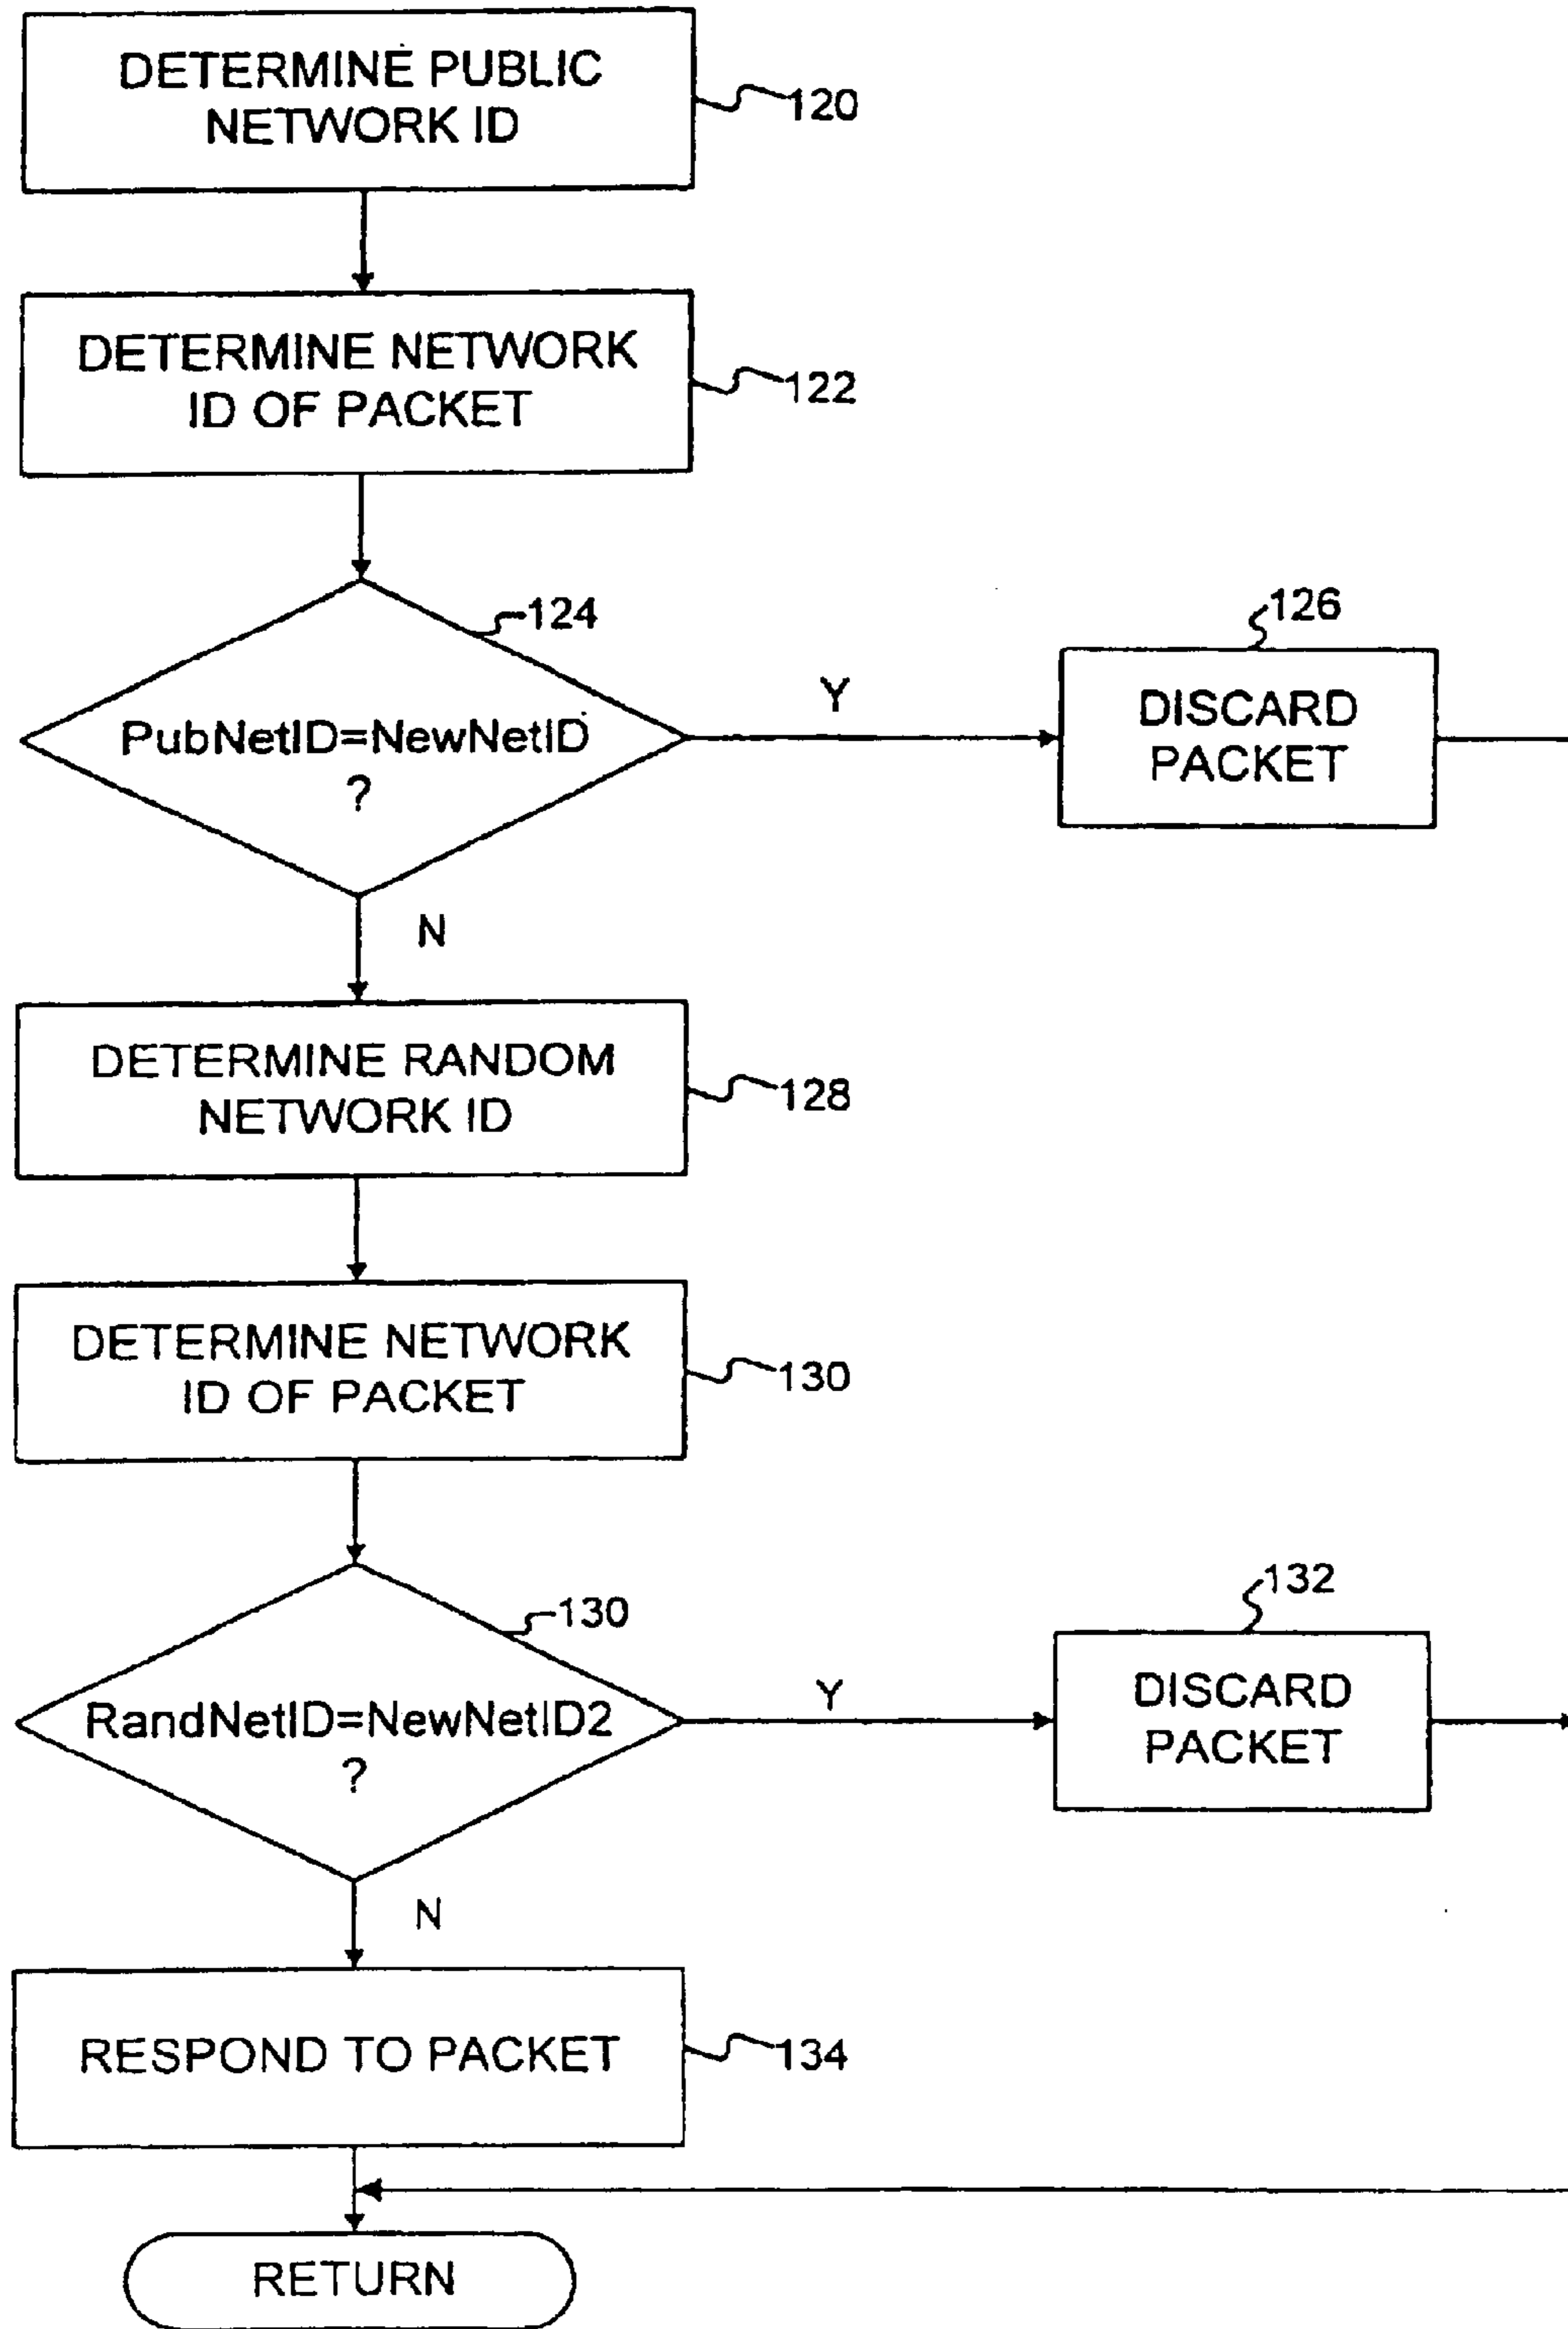 DETERMINE PUBLIC
NETWORK ID
120
DETERMINE NETWORK
ID OF PACKET
122
124
PubNetID=NewNetID
?
Y
126
DISCARD
PACKET
N
DETERMINE RANDOM
NETWORK ID
128
DETERMINE NETWORK
ID OF PACKET
130
130
RandNetID=NewNetID2
?
Y
132
DISCARD
PACKET
N
RESPOND TO PACKET
134
RETURN